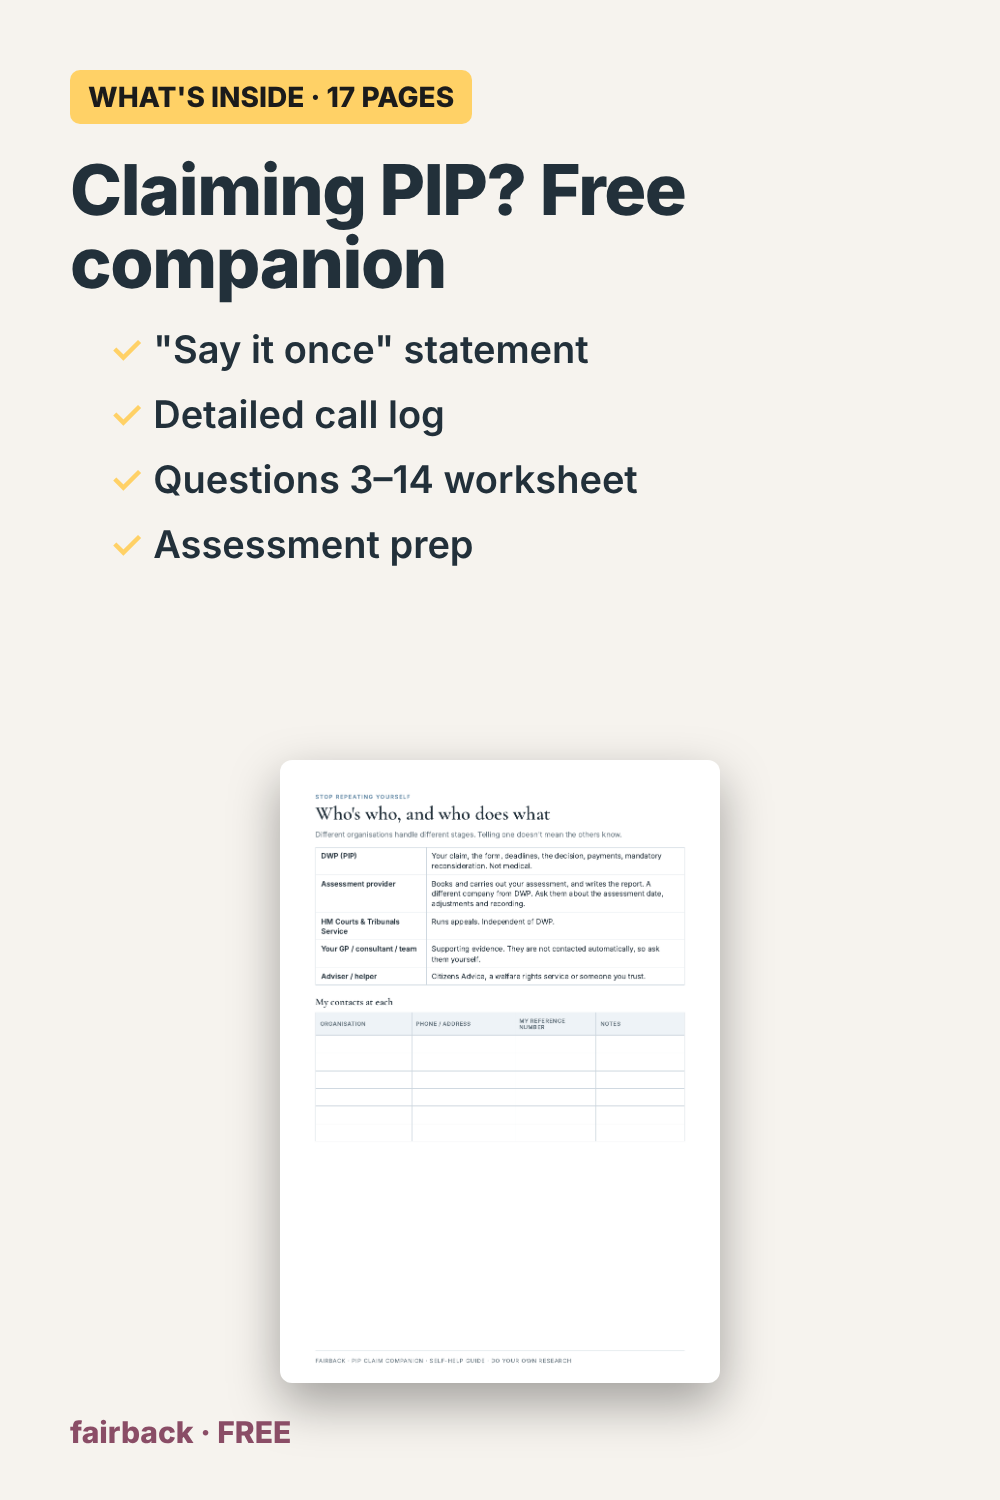 WHAT'S INSIDE · 17 PAGES
Claiming PIP? Free
companion
"Say it once" statement
Detailed call log
Questions 3–14 worksheet
Assessment prep
STOP REPEATING YOURSELF
Who's who, and who does what
Different organisations handle different stages. Telling one doesn't mean the others know.
DWP (PIP)
Your claim, the form, deadlines, the decision, payments, mandatory
reconsideration. Not medical.
Assessment provider
Books and carries out your assessment, and writes the report. A
different company from DWP. Ask them about the assessment date,
adjustments and recording.
HM Courts & Tribunals
Service
Runs appeals. Independent of DWP.
Your GP / consultant / team
Supporting evidence. They are not contacted automatically, so ask
them yourself.
Adviser / helper
Citizens Advice, a welfare rights service or someone you trust.
My contacts at each
ORGANISATION
PHONE / ADDRESS
MY REFERENCE
NUMBER
NOTES
FAIRBACK · PIP CLAIM COMPANION · SELF-HELP GUIDE · DO YOUR OWN RESEARCH
fairback · FREE